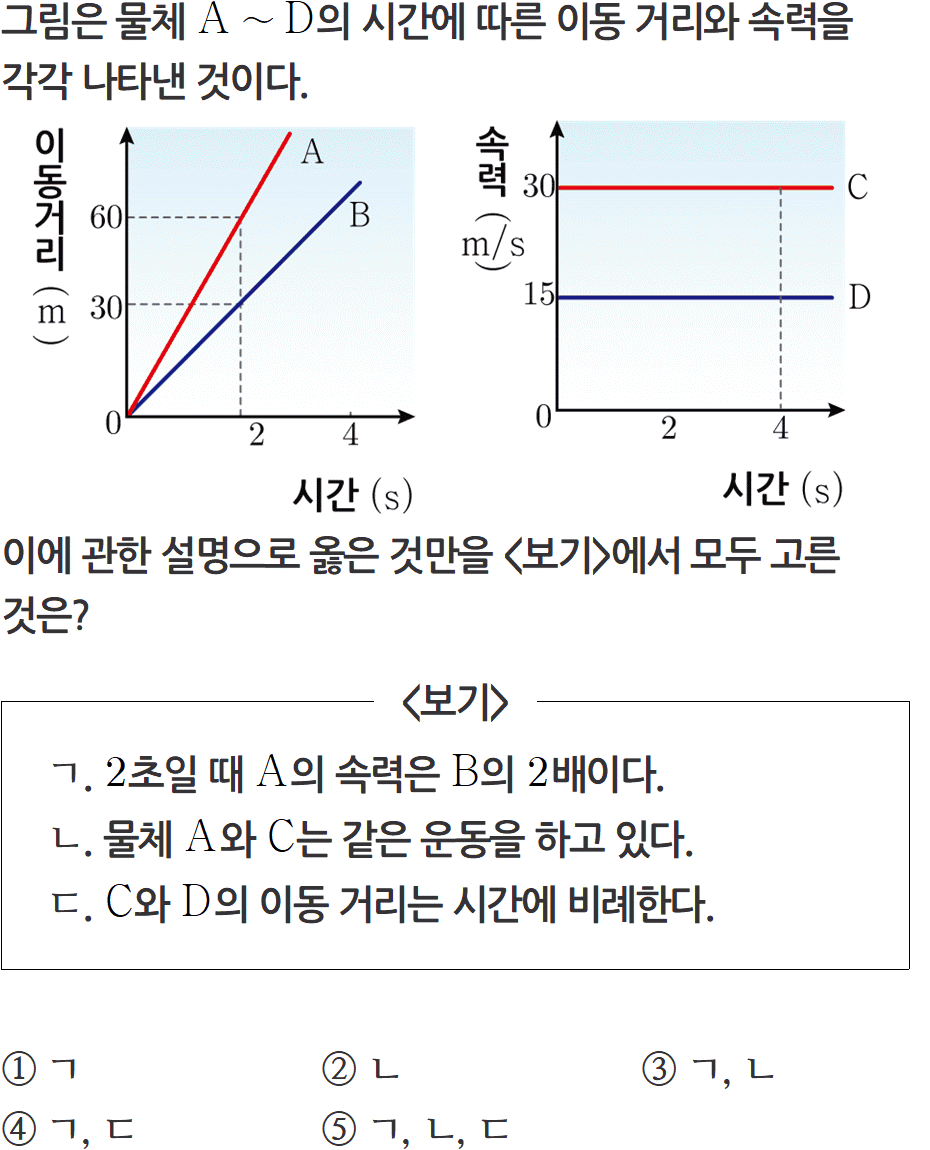 그림은 물체 A ~ D의 시간에 따른 이동 거리와 속력을
각각 나타낸 것이다.
이동거리(m)
60
30
0
2
4
A
B
시간 (s)
속력(m/s)
30
15
0
2
4
C
D
시간 (s)
이에 관한 설명으로 옳은 것만을 <보기>에서 모두 고른
것은?
<보기>
ㄱ. 2초일 때 A의 속력은 B의 2배이다.
ㄴ. 물체 A와 C는 같은 운동을 하고 있다.
ㄷ. C와 D의 이동 거리는 시간에 비례한다.
① ㄱ ② ㄴ ③ ㄱ, ㄴ
④ ㄱ, ㄷ ⑤ ㄱ, ㄴ, ㄷ